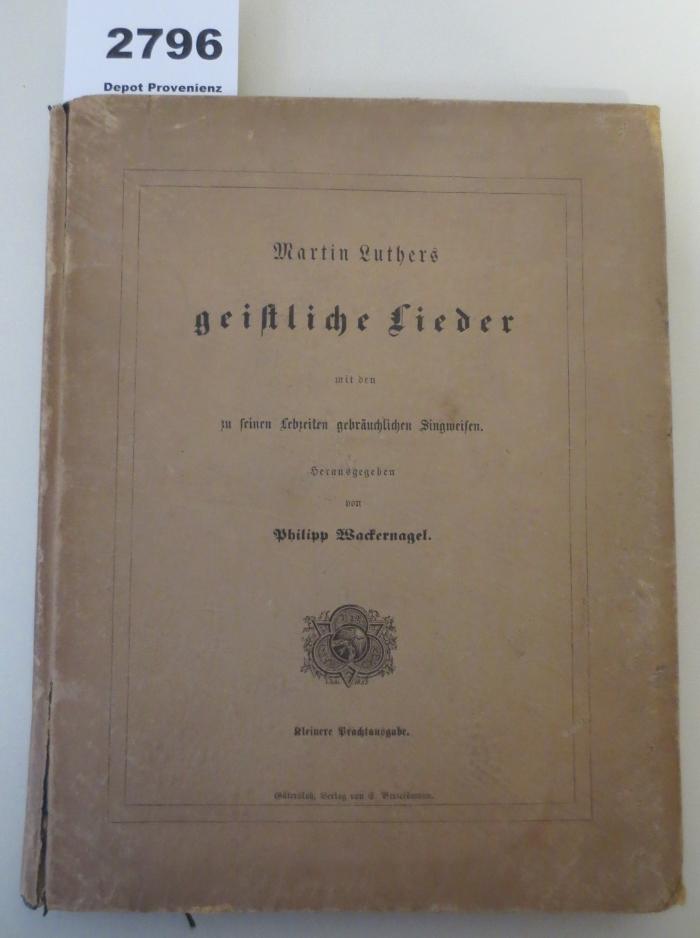 2796
Depot Provenienz
Martin Luthers
geistliche Lieder
mit den
zu seinen Lebzeiten gebräuchlichen Singweisen.
Herausgegeben
von
Philipp Wackernagel.
Kleinere Prachtausgabe.
Gütersloh, Verlag von C. Bertelsmann.